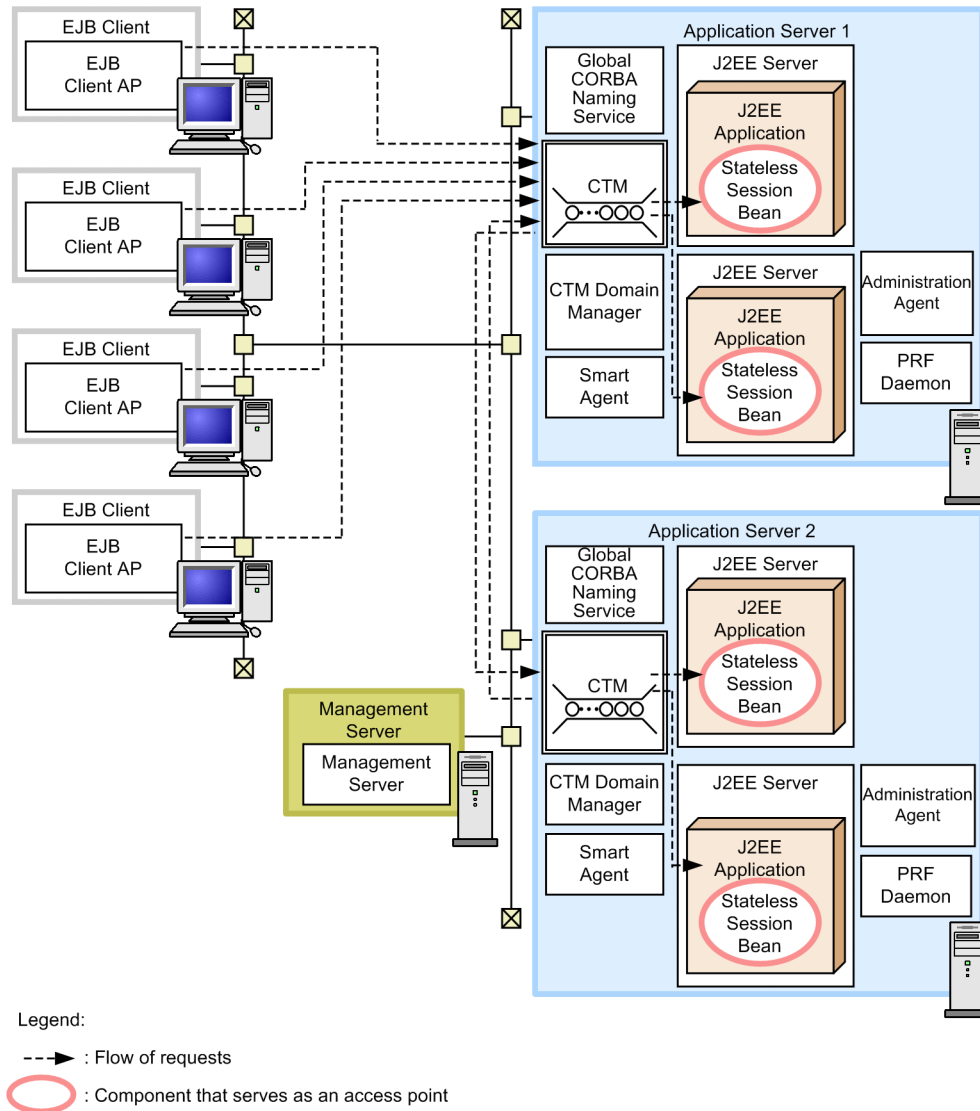 EJB Client
EJB
Client AP
EJB Client
EJB
Client AP
EJB Client
EJB
Client AP
EJB Client
EJB
Client AP
Management
Server
Management
Server
Application Server 1
Global
CORBA
Naming
Service
CTM
CTM Domain
Manager
Smart
Agent
J2EE Server
J2EE
Application
Stateless
Session
Bean
J2EE Server
J2EE
Application
Stateless
Session
Bean
Administration
Agent
PRF
Daemon
Application Server 2
Global
CORBA
Naming
Service
CTM
CTM Domain
Manager
Smart
Agent
J2EE Server
J2EE
Application
Stateless
Session
Bean
J2EE Server
J2EE
Application
Stateless
Session
Bean
Administration
Agent
PRF
Daemon
Legend:
: Flow of requests
: Component that serves as an access point